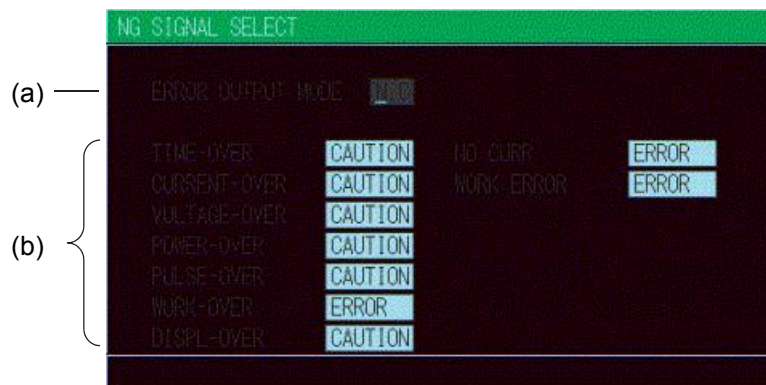 NG SIGNAL SELECT
(a)
ERROR OUTPUT MODE
(b)
TIME-OVER CAUTION NO CURR ERROR
CURRENT-OVER CAUTION WORK ERROR ERROR
VOLTAGE-OVER CAUTION
POWER-OVER CAUTION
PULSE-OVER CAUTION
WORK-OVER ERROR
DISPL-OVER CAUTION